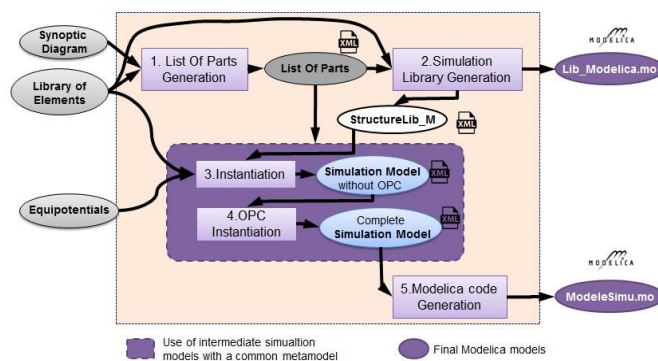 Synoptic
Diagram
Library of
Elements
Equipotentials
1. List Of Parts
Generation
XML
List Of Parts
2.Simulation
Library Generation
MODELICA
Lib_Modelica.mo
StructureLib_M
XML
3.Instantiation
Simulation Model
without OPC
XML
4.OPC
Instantiation
Complete
Simulation Model
XML
5.Modelica code
Generation
MODELICA
ModeleSimu.mo
Use of intermediate simualtion
models with a common metamodel
Final Modelica models